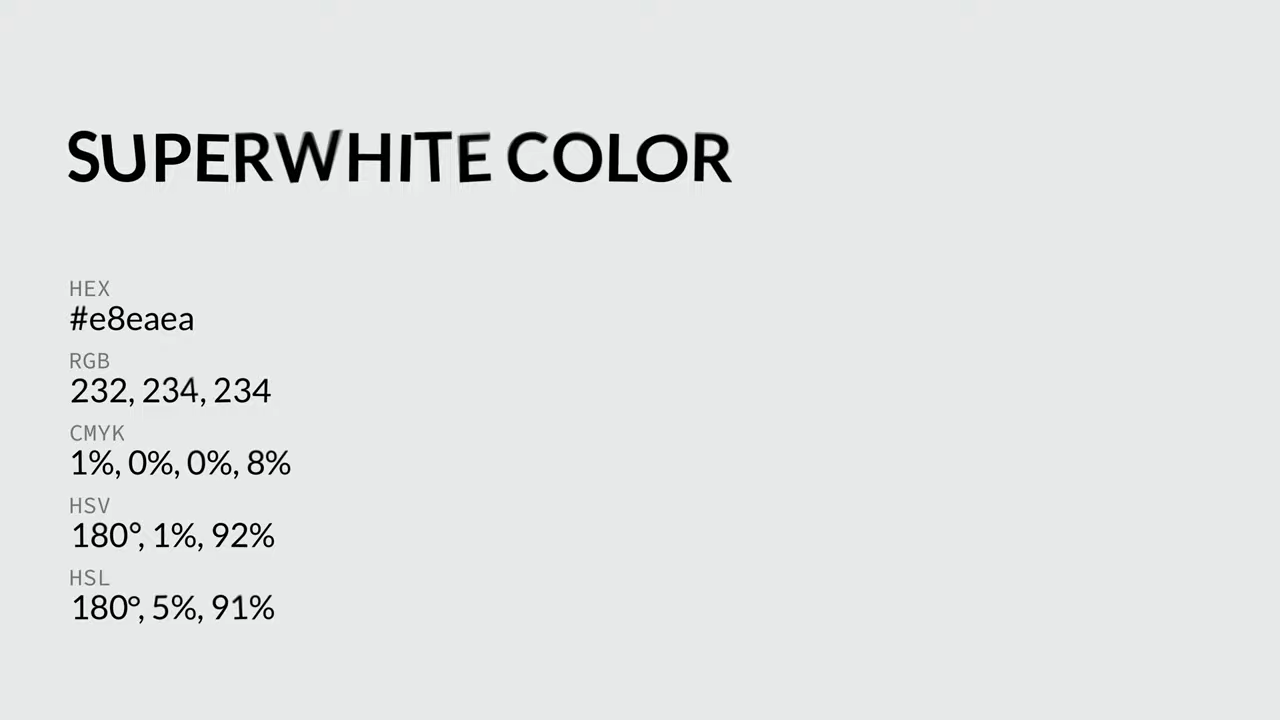 SUPERWHITE COLOR
HEX
#e8eaea
RGB
232, 234, 234
CMYK
1%, 0%, 0%, 8%
HSV
180°, 1%, 92%
HSL
180°, 5%, 91%